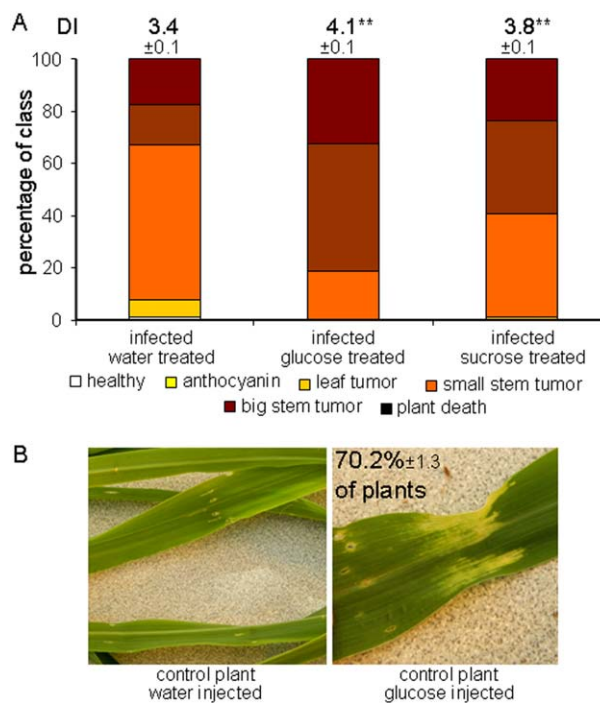 A DI 3.4 4.1** 3.8**
±0.1 ±0.1 ±0.1
percentage of class
100
80
60
40
20
0
infected infected infected
water treated glucose treated sucrose treated
healthy anthocyanin leaf tumor small stem tumor
big stem tumor plant death
B
70.2%±1.3
of plants
control plant control plant
water injected glucose injected